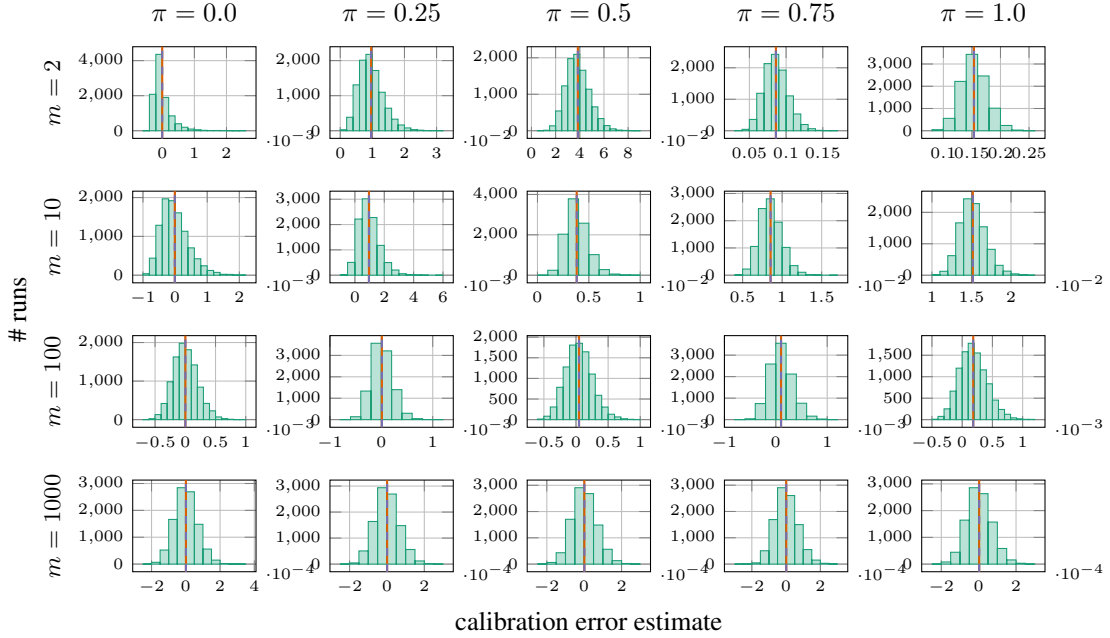 π = 0.0 π = 0.25 π = 0.5 π = 0.75 π = 1.0
m = 2
4,000 2,000 0
2,000 1,000 0
2,000 1,000 0
2,000 1,000 0
3,000 2,000 1,000 0
0 1 2
0 1 2 3 ·10⁻²
0 2 4 6 8 ·10⁻²
0.05 0.1 0.15
0.1 0.15 0.2 0.25
m = 10
2,000 1,000 0
3,000 2,000 1,000 0
4,000 2,000 0
3,000 2,000 1,000 0
2,000 1,000 0
−1 0 1 2 ·10⁻³
0 2 4 6 ·10⁻³
0 0.5 1 ·10⁻²
0.5 1 1.5 ·10⁻²
1 1.5 2 ·10⁻²
# runs
m = 100
2,000 1,000 0
3,000 2,000 1,000 0
2,000 1,500 1,000 500 0
3,000 2,000 1,000 0
1,500 1,000 500 0
−0.5 0 0.5 1 ·10⁻³
−1 0 1 ·10⁻³
−0.5 0 0.5 1 ·10⁻³
−1 0 1 ·10⁻³
−0.5 0 0.5 1 ·10⁻³
m = 1000
3,000 2,000 1,000 0
3,000 2,000 1,000 0
3,000 2,000 1,000 0
3,000 2,000 1,000 0
3,000 2,000 1,000 0
−2 0 2 4 ·10⁻⁴
−2 0 2 ·10⁻⁴
−2 0 2 ·10⁻⁴
−2 0 2 ·10⁻⁴
−2 0 2 ·10⁻⁴
calibration error estimate